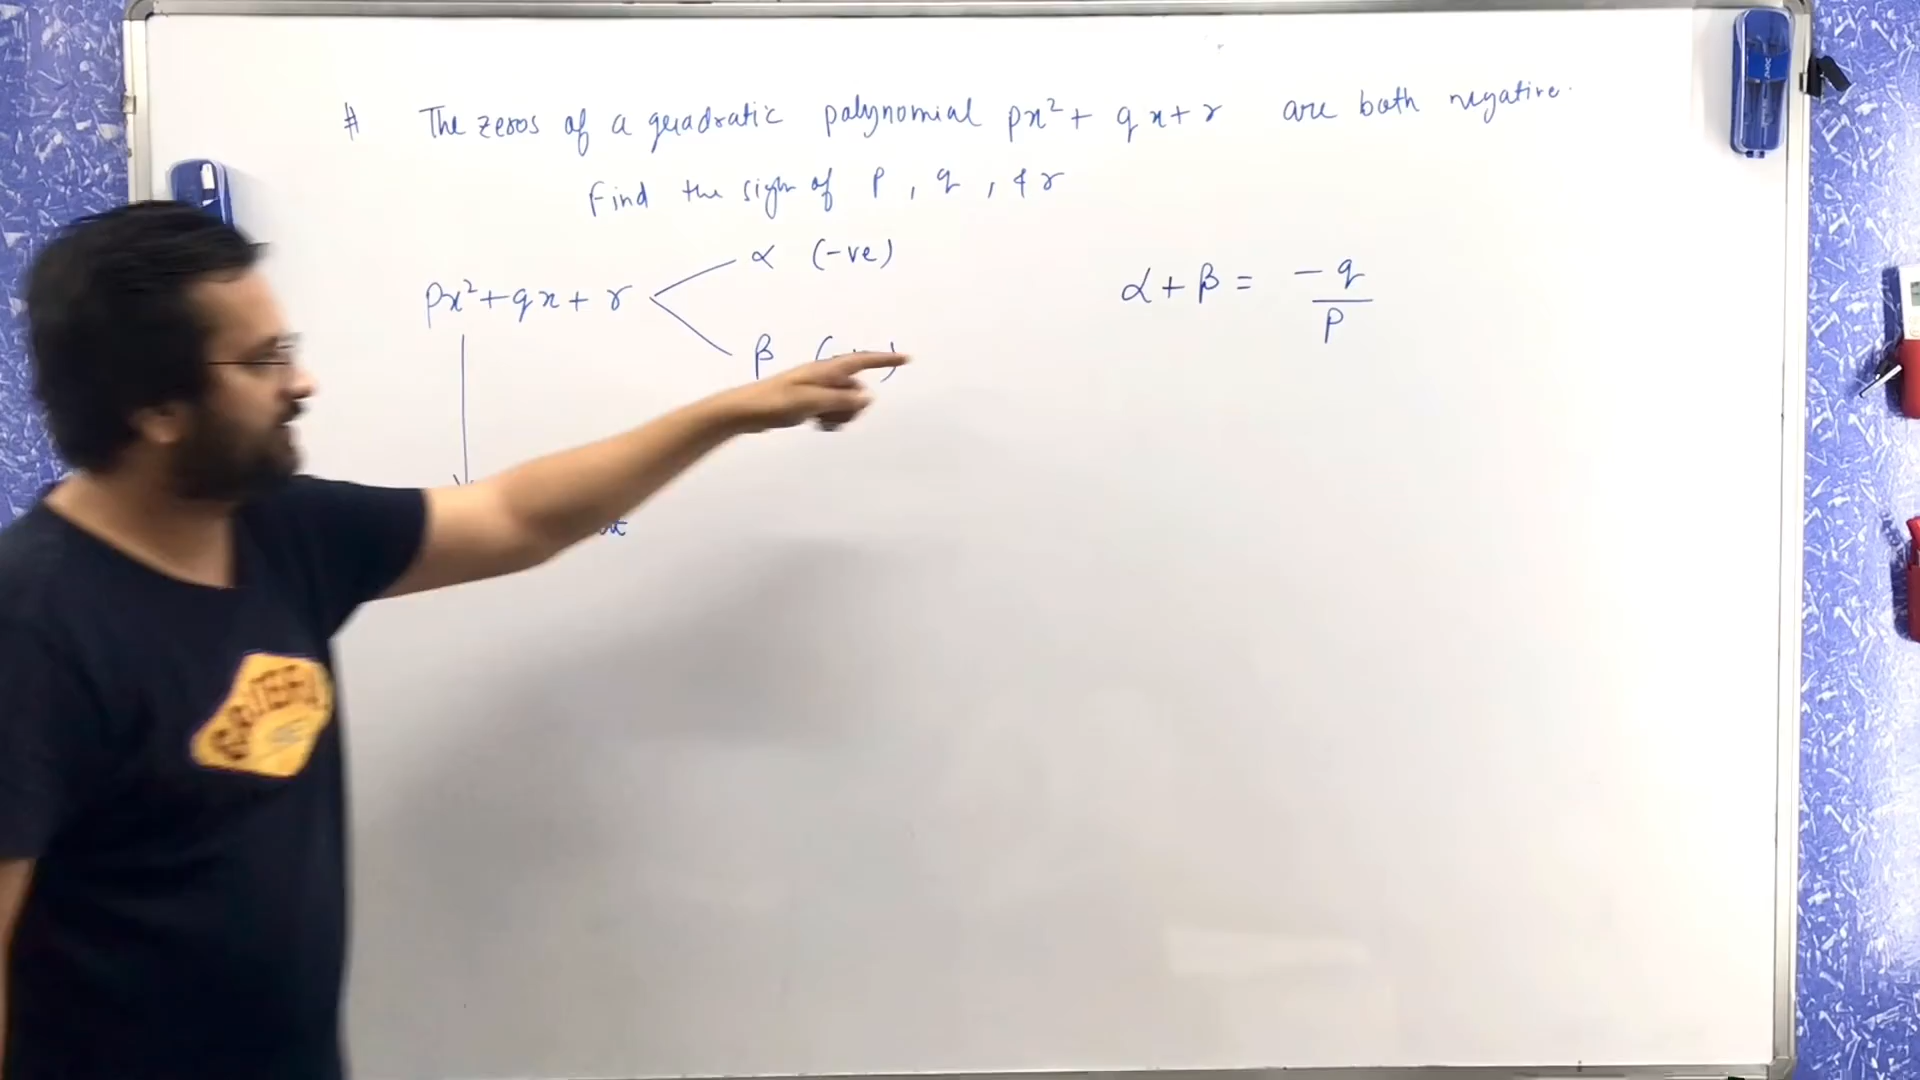 # The zeros of a quadratic polynomial px² + qx + r are both negative.
Find the sign of p, q, & r
px² + qx + r
α (-ve)
β
α + β = -q/p